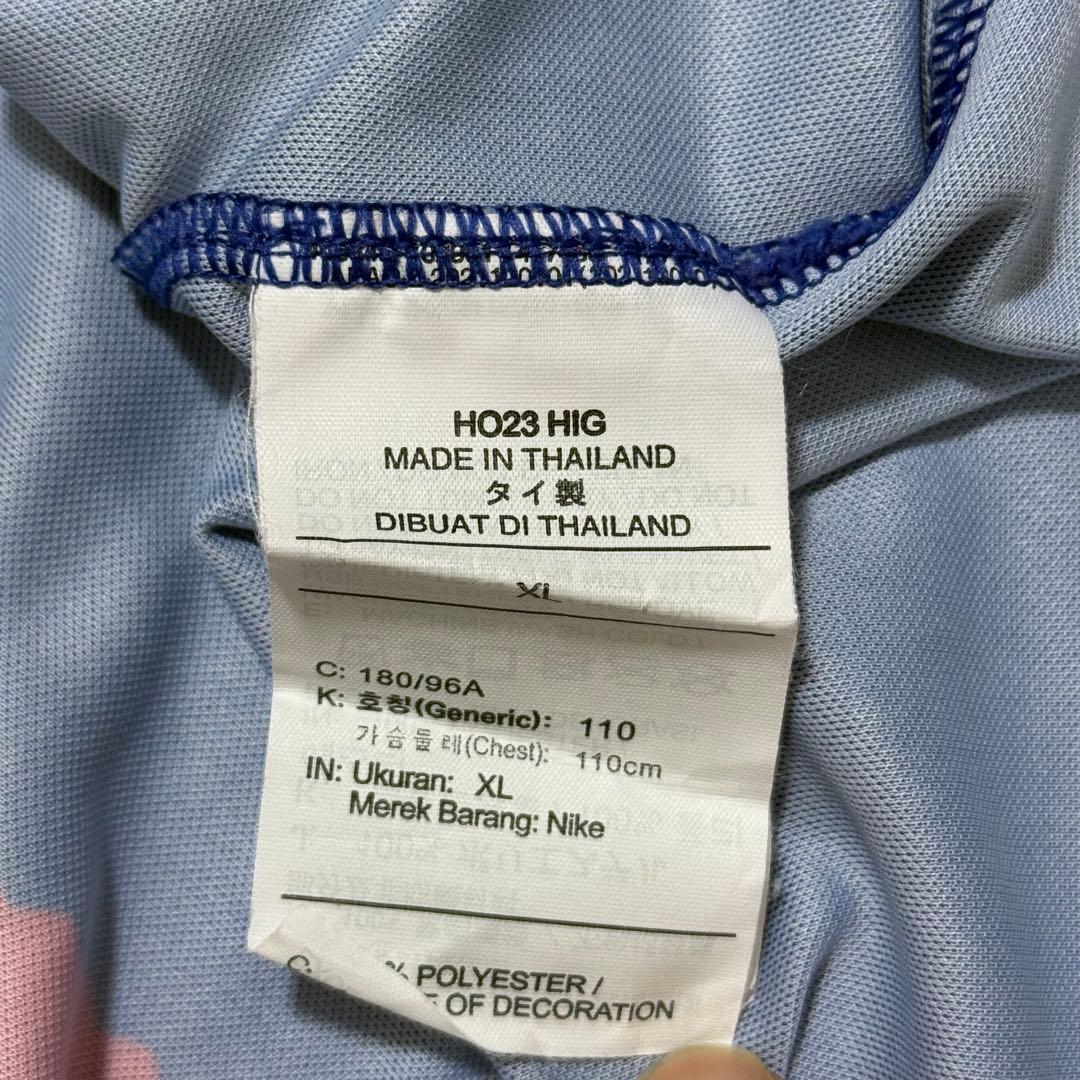 HO23 HIG
MADE IN THAILAND
タイ製
DIBUAT DI THAILAND
XL
C: 180/96A
K: 호칭(Generic): 110
가슴둘레(Chest): 110cm
IN: Ukuran: XL
Merek Barang: Nike
% POLYESTER /
OF DECORATION